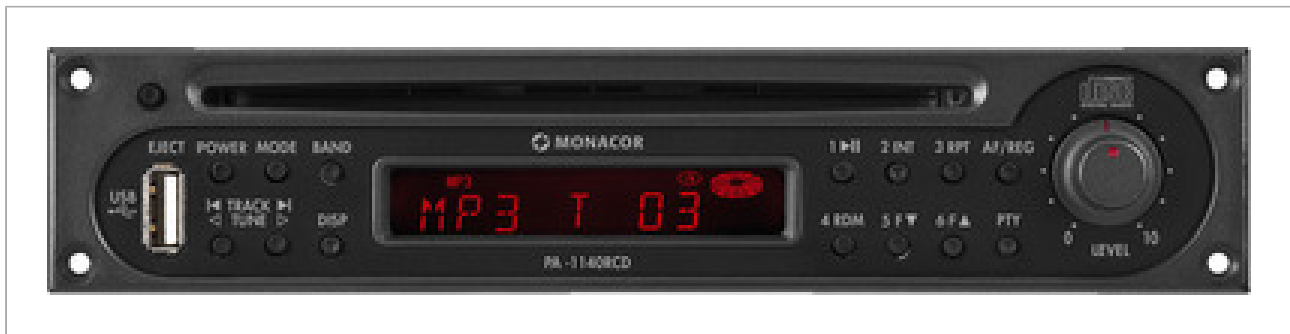 EJECT POWER MODE BAND
MONACOR
1 ►II 2 INT 3 RPT AF/REG
USB
MP3
MP3 T 03
|◄ TRACK ►|
◁ TUNE ▷
DISP
4 RDM 5 F▼ 6 F▲ PTY
PA-1140RCD
0 LEVEL 10